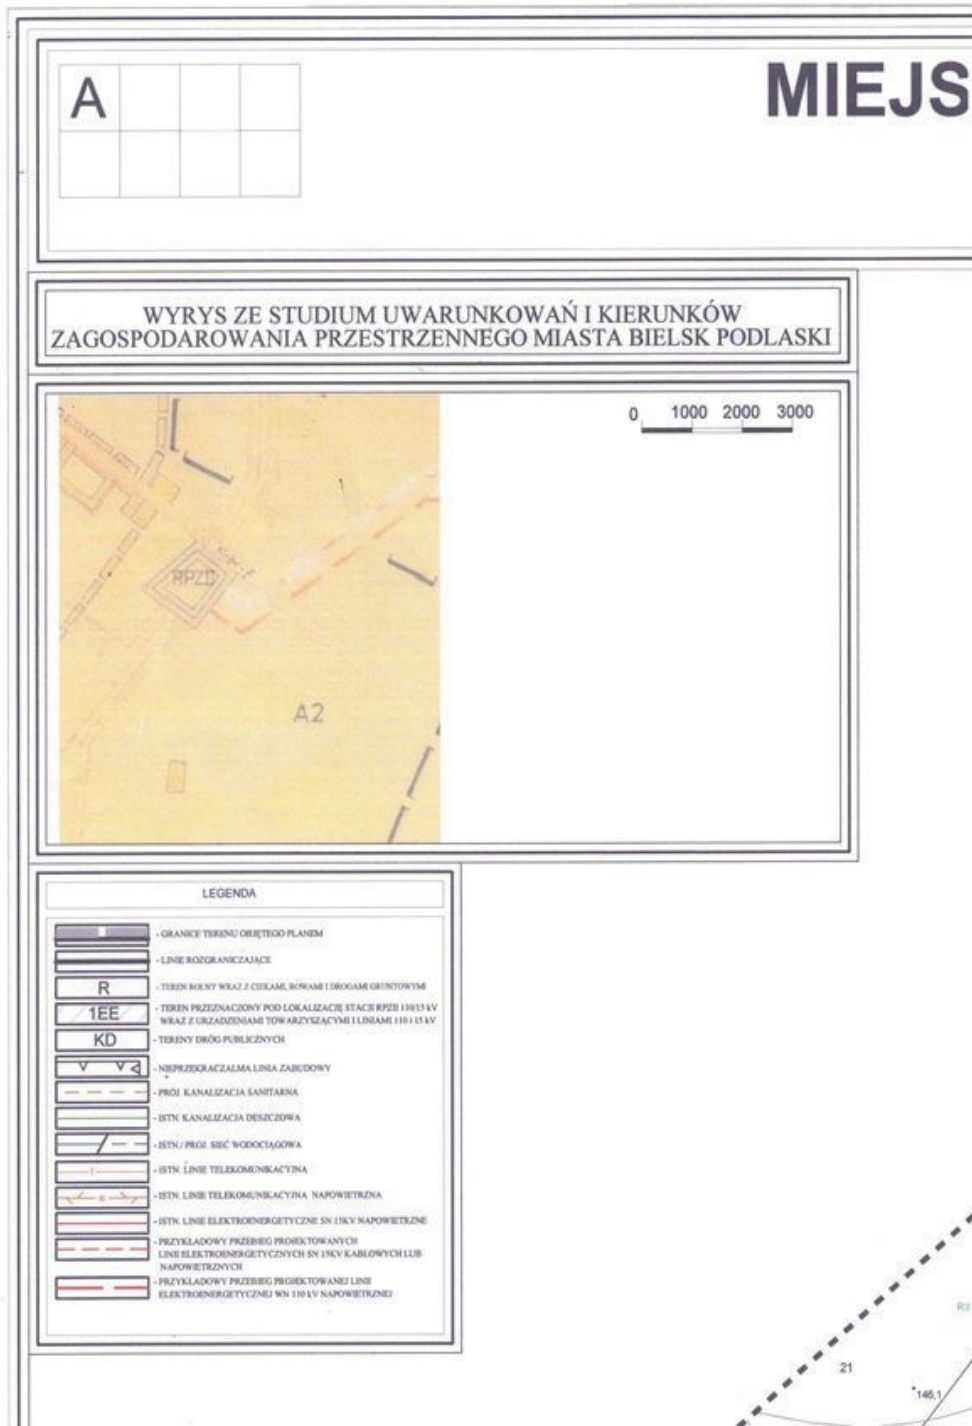 A
MIEJS
WYRYS ZE STUDIUM UWARUNKOWAŃ I KIERUNKÓW
ZAGOSPODAROWANIA PRZESTRZENNEGO MIASTA BIELSK PODLASKI
0 1000 2000 3000
RPZII
A2
LEGENDA
- GRANICE TERENU OBJĘTEGO PLANEM
- LINIE ROZGRANICZAJĄCE
R - TEREN ROLNY WRAZ Z CIEKAMI, ROWAMI I DROGAMI GRUNTOWYMI
1EE - TEREN PRZEZNACZONY POD LOKALIZACJĘ STACJI RPZII 110/15 kV
WRAZ Z URZĄDZENIAMI TOWARZYSZĄCYMI I LINIAMI 110 i 15 kV
KD - TERENY DRÓG PUBLICZNYCH
- NIEPRZEKRACZALMA LINIA ZABUDOWY
- PROJ. KANALIZACJA SANITARNA
- ISTN. KANALIZACJA DESZCZOWA
- ISTN./ PROJ. SIEĆ WODOCIĄGOWA
t - ISTN. LINIE TELEKOMUNIKACYJNA
- ISTN. LINIE TELEKOMUNIKACYJNA NAPOWIETRZNA
- ISTN. LINIE ELEKTROENERGETYCZNE SN 15KV NAPOWIETRZNE
- PRZYKŁADOWY PRZEBIEG PROJEKTOWANYCH
LINII ELEKTROENERGETYCZNYCH SN 15KV KABLOWYCH LUB
NAPOWIETRZNYCH
- PRZYKŁADOWY PRZEBIEG PROJEKTOWANEJ LINII
ELEKTROENERGETYCZNEJ WN 110 kV NAPOWIETRZNEJ
21
146,1